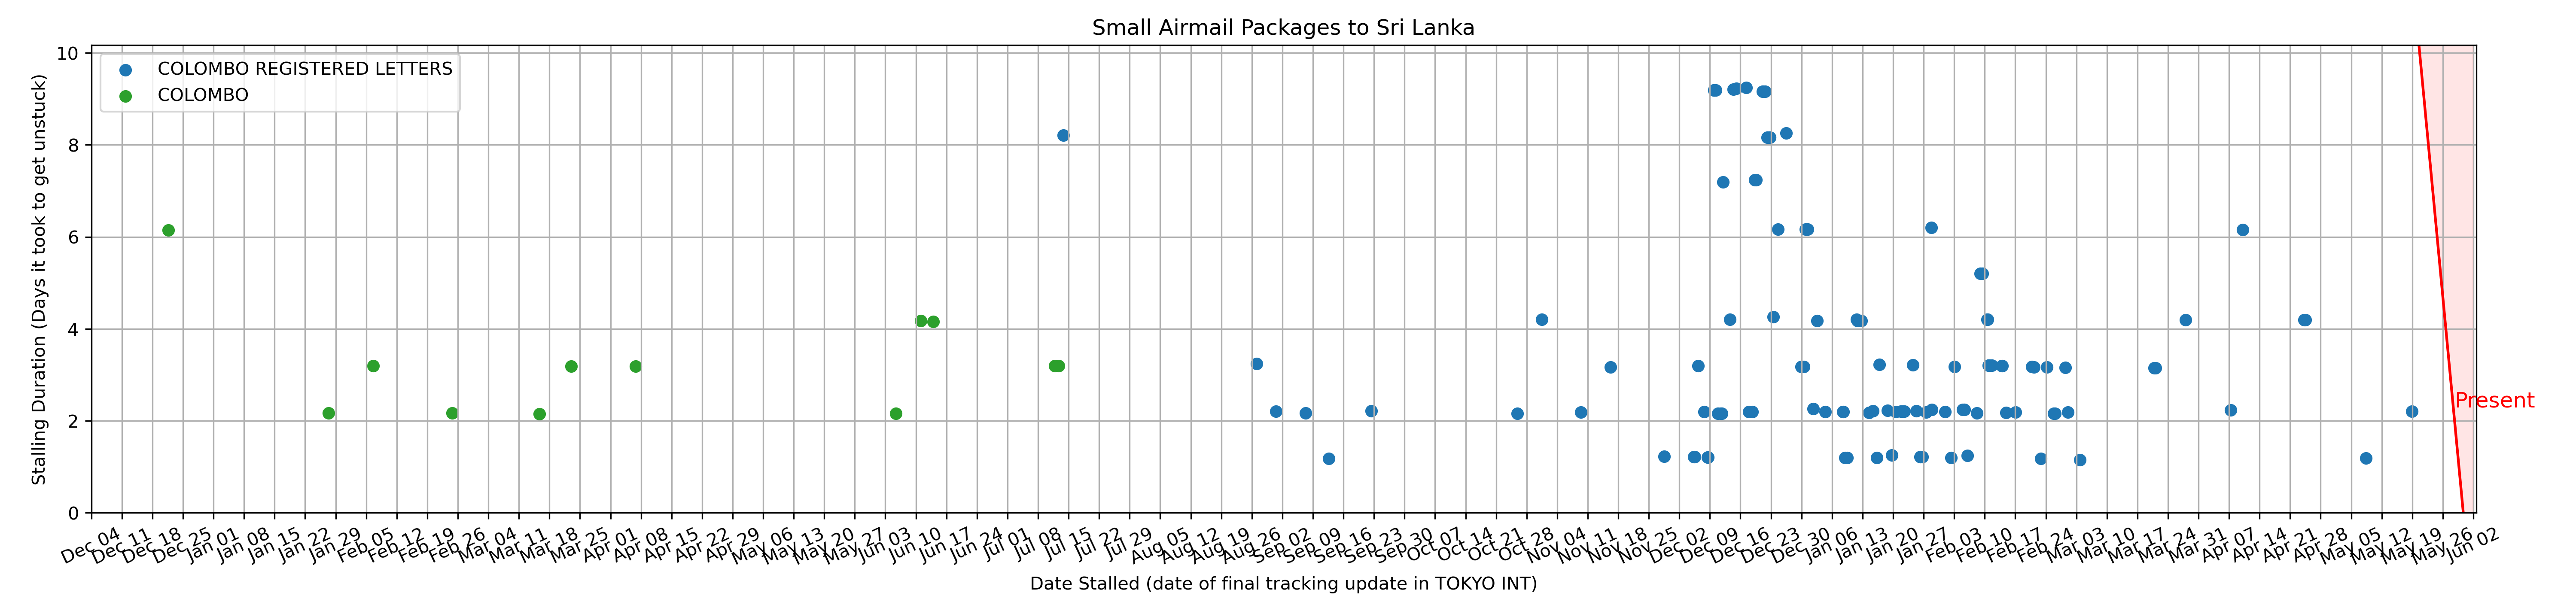 Small Airmail Packages to Sri Lanka
COLOMBO REGISTERED LETTERS
COLOMBO
Stalling Duration (Days it took to get unstuck)
10
8
6
4
2
0
Present
Dec 04
Dec 11
Dec 18
Dec 25
Jan 01
Jan 08
Jan 15
Jan 22
Jan 29
Feb 05
Feb 12
Feb 19
Feb 26
Mar 04
Mar 11
Mar 18
Mar 25
Apr 01
Apr 08
Apr 15
Apr 22
Apr 29
May 06
May 13
May 20
May 27
Jun 03
Jun 10
Jun 17
Jun 24
Jul 01
Jul 08
Jul 15
Jul 22
Jul 29
Aug 05
Aug 12
Aug 19
Aug 26
Sep 02
Sep 09
Sep 16
Sep 23
Sep 30
Oct 07
Oct 14
Oct 21
Oct 28
Nov 04
Nov 11
Nov 18
Nov 25
Dec 02
Dec 09
Dec 16
Dec 23
Dec 30
Jan 06
Jan 13
Jan 20
Jan 27
Feb 03
Feb 10
Feb 17
Feb 24
Mar 03
Mar 10
Mar 17
Mar 24
Mar 31
Apr 07
Apr 14
Apr 21
Apr 28
May 05
May 12
May 19
May 26
Jun 02
Date Stalled (date of final tracking update in TOKYO INT)